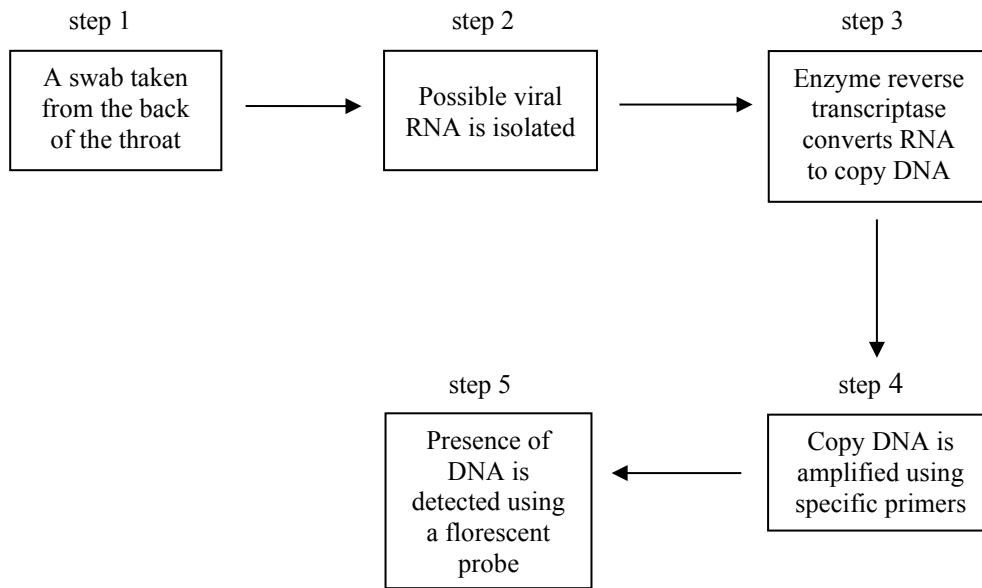 step 1
A swab taken
from the back
of the throat
step 2
Possible viral
RNA is isolated
step 3
Enzyme reverse
transcriptase
converts RNA
to copy DNA
step 4
Copy DNA is
amplified using
specific primers
step 5
Presence of
DNA is
detected using
a florescent
probe